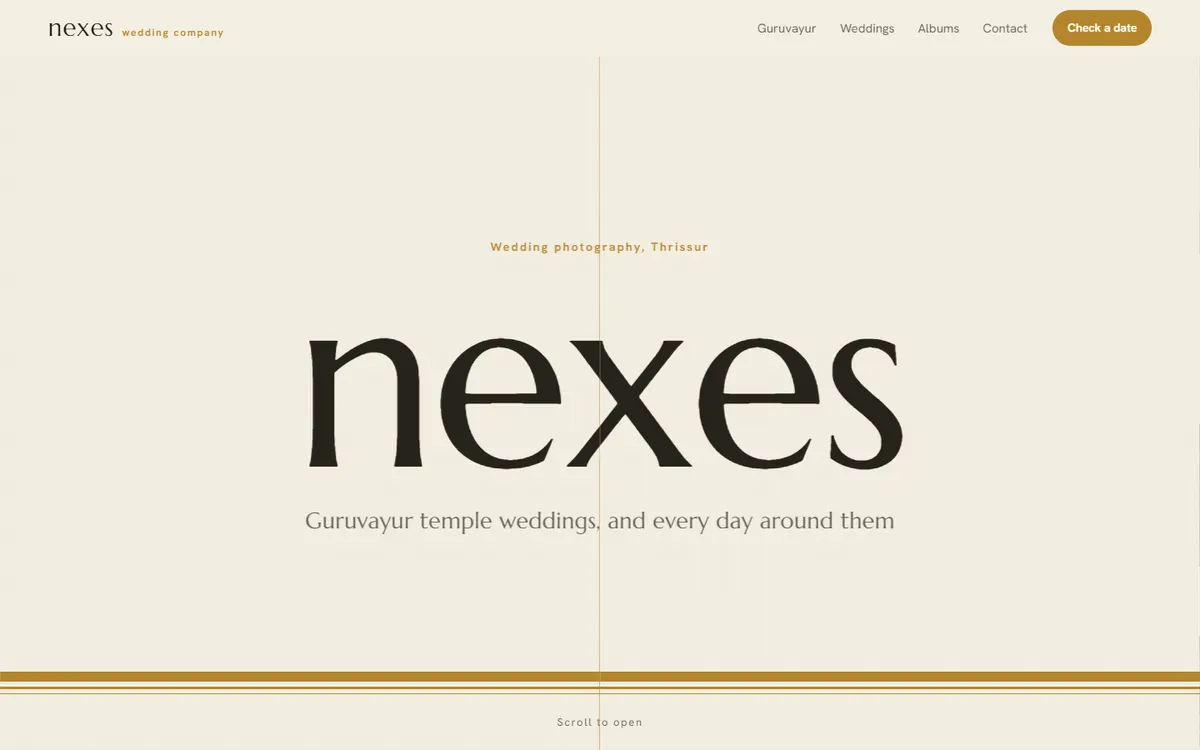 nexes wedding company
Guruvayur Weddings Albums Contact Check a date
Wedding photography, Thrissur
nexes
Guruvayur temple weddings, and every day around them
Scroll to open